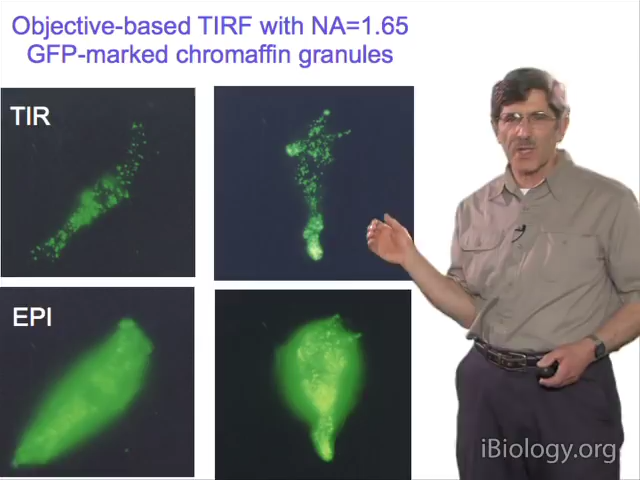 Objective-based TIRF with NA=1.65
GFP-marked chromaffin granules
TIR
EPI
iBiology.org